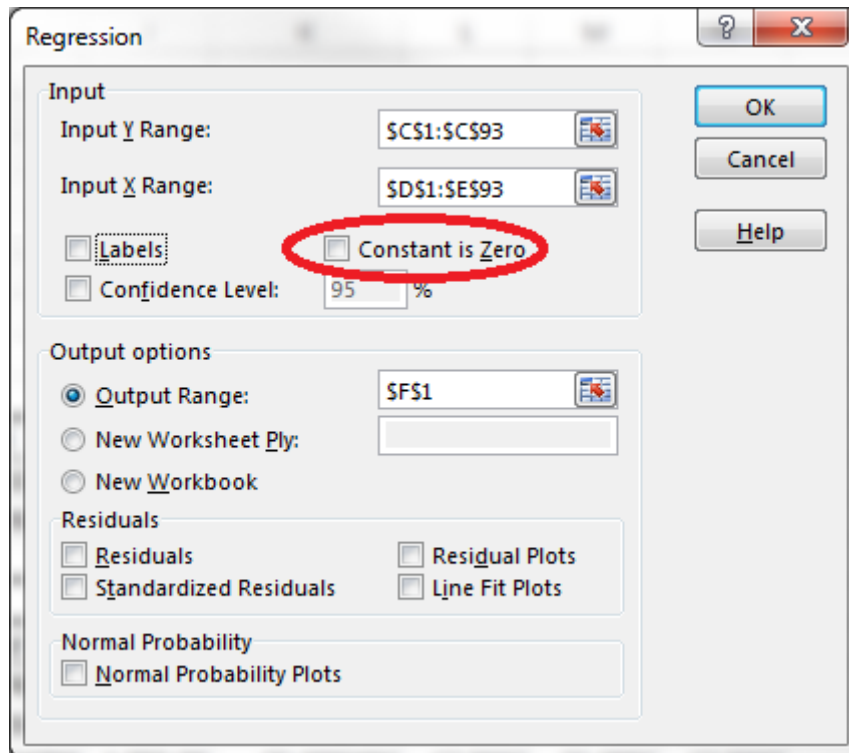 Regression
Input
Input Y Range: $C$1:$C$93
Input X Range: $D$1:$E$93
Labels Constant is Zero
Confidence Level: 95 %
OK
Cancel
Help
Output options
Output Range: $F$1
New Worksheet Ply:
New Workbook
Residuals
Residuals Residual Plots
Standardized Residuals Line Fit Plots
Normal Probability
Normal Probability Plots